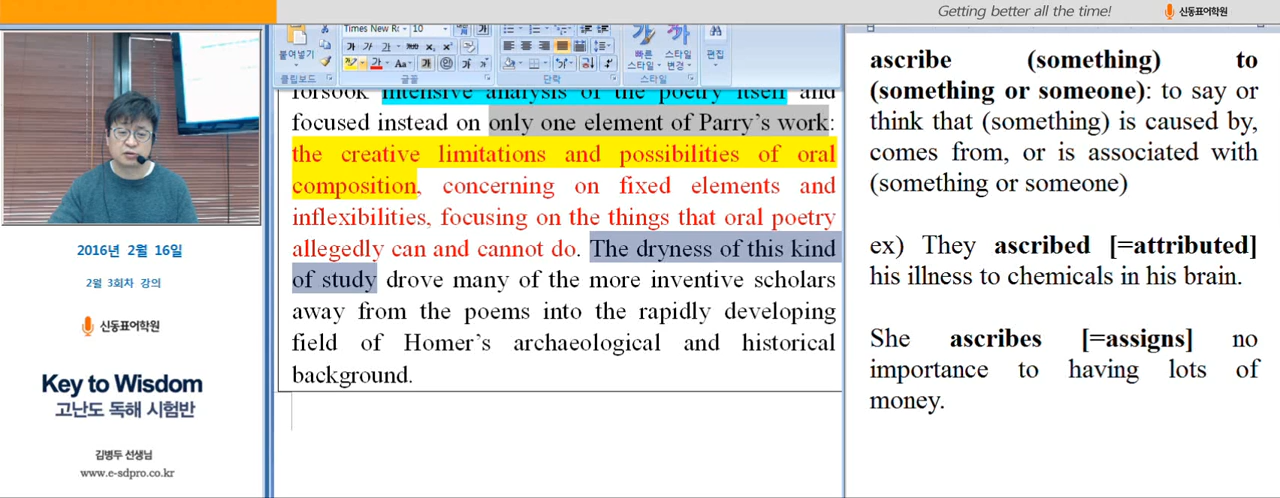 Getting better all the time!
신동표어학원
Times New R
10
붙여넣기
빠른
스타일
스타일
변경
편집
클립보드
글꼴
단락
스타일
forsook intensive analysis of the poetry itself and
focused instead on only one element of Parry's work:
the creative limitations and possibilities of oral
composition, concerning on fixed elements and
inflexibilities, focusing on the things that oral poetry
allegedly can and cannot do. The dryness of this kind
of study drove many of the more inventive scholars
away from the poems into the rapidly developing
field of Homer's archaeological and historical
background.
ascribe (something) to
(something or someone): to say or
think that (something) is caused by,
comes from, or is associated with
(something or someone)
ex) They ascribed [=attributed]
his illness to chemicals in his brain.
She ascribes [=assigns] no
importance to having lots of
money.
2016년 2월 16일
2월 3회차 강의
신동표어학원
Key to Wisdom
고난도 독해 시험반
김병두 선생님
www.e-sdpro.co.kr